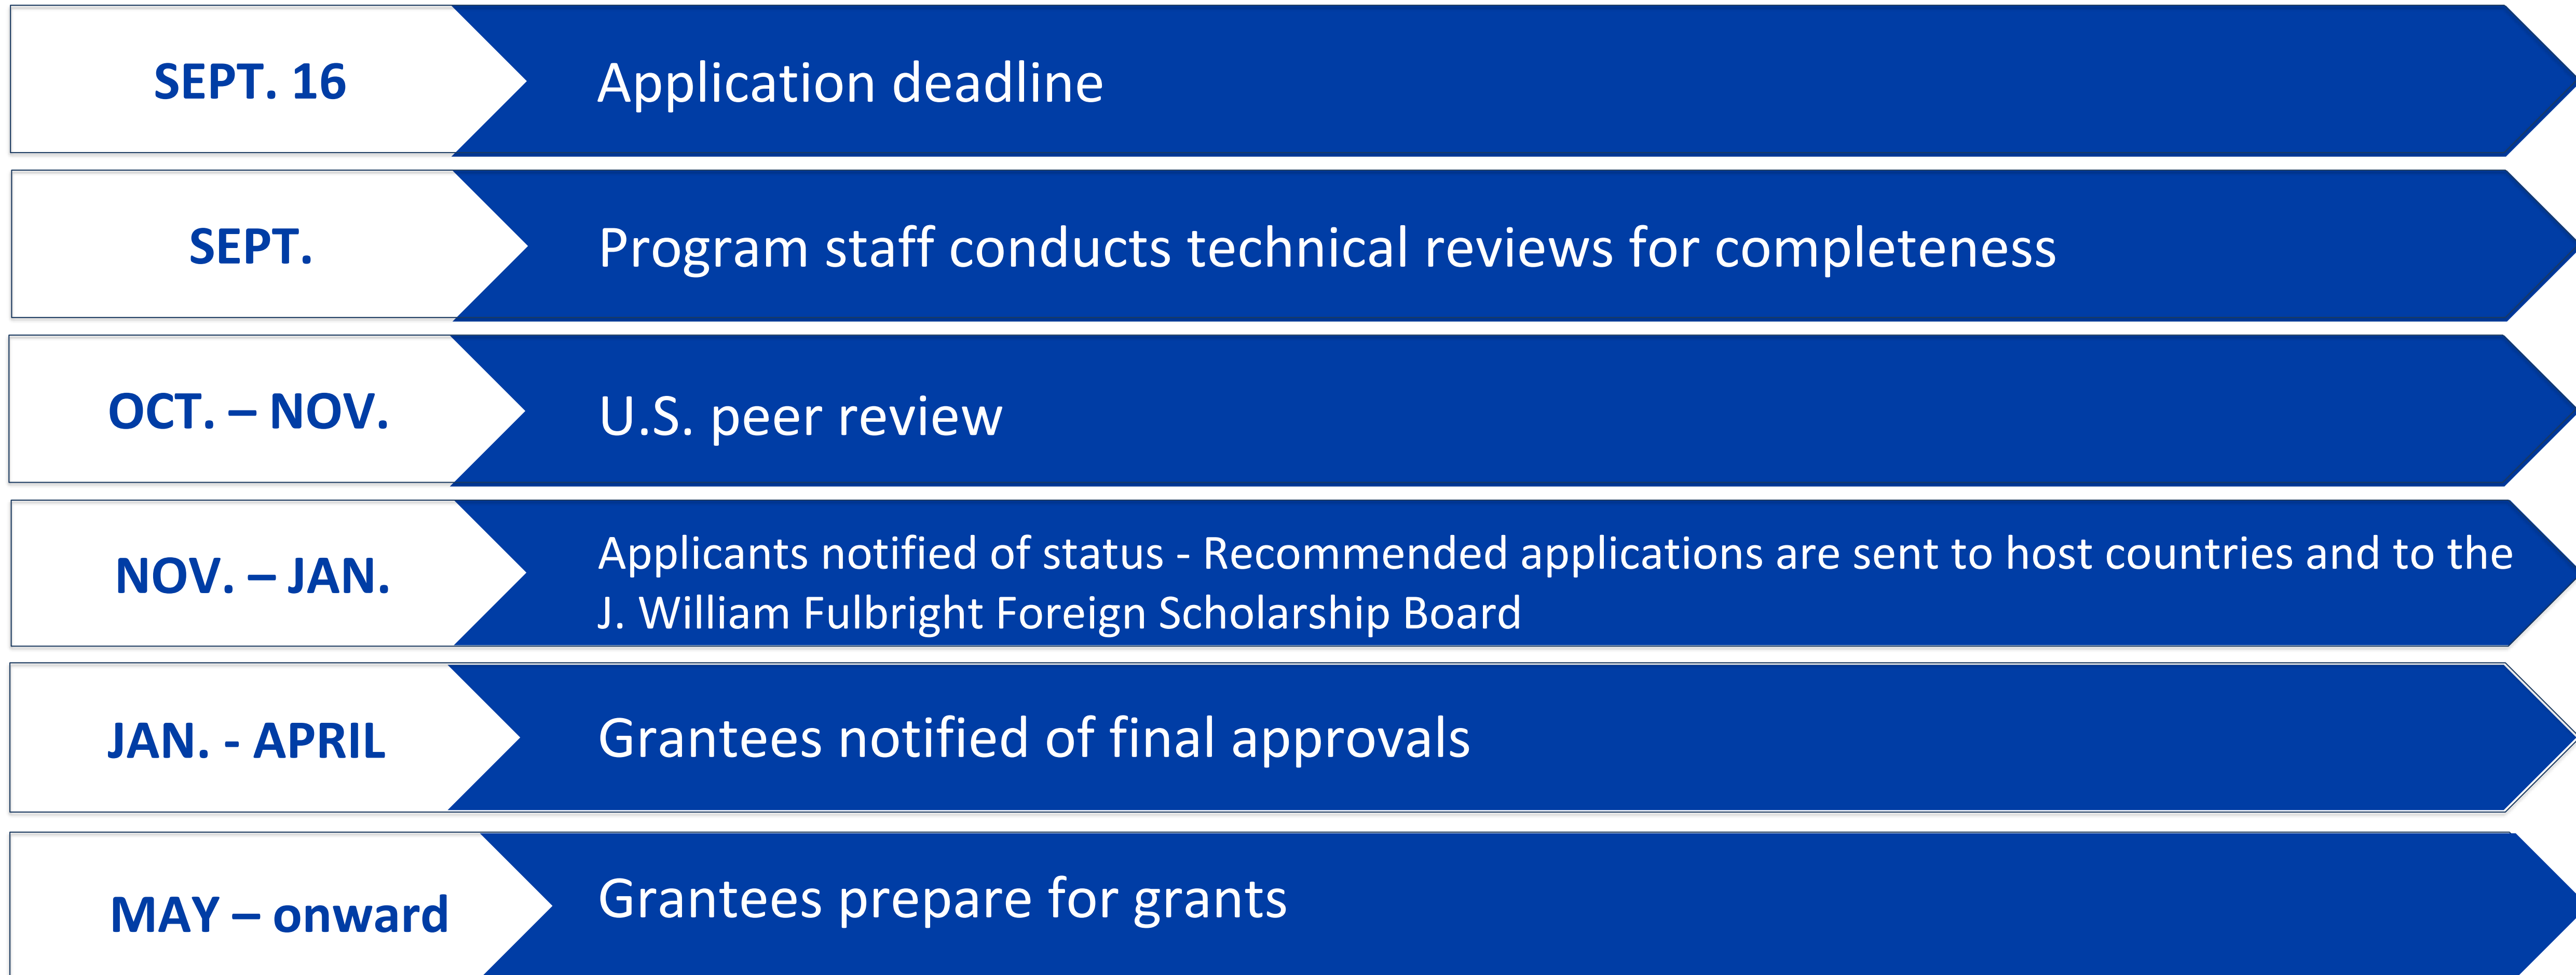 SEPT. 16
Application deadline
SEPT.
Program staff conducts technical reviews for completeness
OCT. – NOV.
U.S. peer review
NOV. – JAN.
Applicants notified of status - Recommended applications are sent to host countries and to the
J. William Fulbright Foreign Scholarship Board
JAN. - APRIL
Grantees notified of final approvals
MAY – onward
Grantees prepare for grants